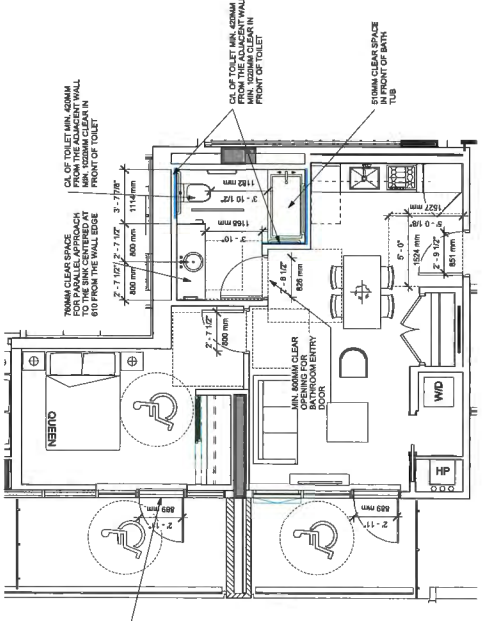 C/L OF TOILET MIN. 420MM
FROM THE ADJACENT WALL
MIN. 1020MM CLEAR IN
FRONT OF TOILET
760MM CLEAR SPACE
FOR PARALLEL APPROACH
TO THE SINK CENTERED AT
610 FROM THE WALL EDGE
C/L OF TOILET MIN. 420MM
FROM THE ADJACENT WALL
MIN. 1020MM CLEAR IN
FRONT OF TOILET
510MM CLEAR SPACE
IN FRONT OF BATH
TUB
2' - 7 1/2"
800 mm
2' - 7 1/2"
800 mm
3' - 7 7/8"
1114 mm
3' - 10 1/2"
1182 mm
3' - 10"
1168 mm
2' - 8 1/2"
826 mm
2' - 7 1/2"
800 mm
MIN. 800MM CLEAR
OPENING FOR
BATHROOM ENTRY
DOOR
5' - 0"
1524 mm
5' - 0 1/8"
1527 mm
2' - 9 1/2"
851 mm
QUEEN
2' - 11"
889 mm
2' - 11"
889 mm
W/D
HP